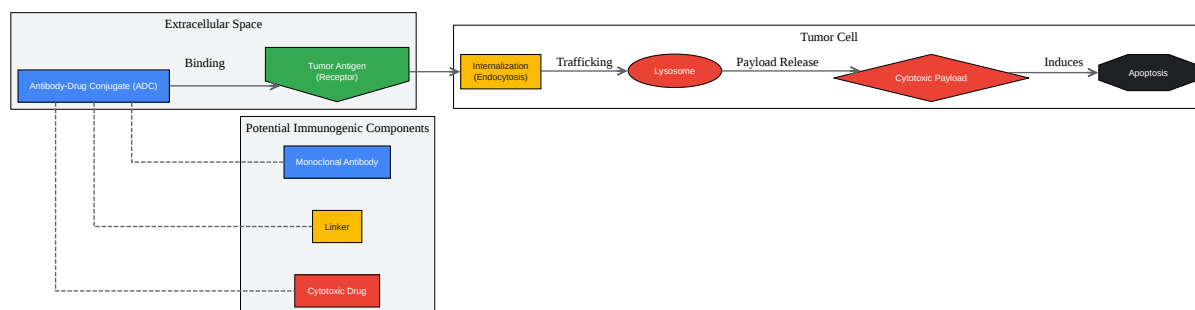 Extracellular Space
Antibody-Drug Conjugate (ADC)
Binding
Tumor Antigen
(Receptor)
Tumor Cell
Internalization
(Endocytosis)
Trafficking
Lysosome
Payload Release
Cytotoxic Payload
Induces
Apoptosis
Potential Immunogenic Components
Monoclonal Antibody
Linker
Cytotoxic Drug